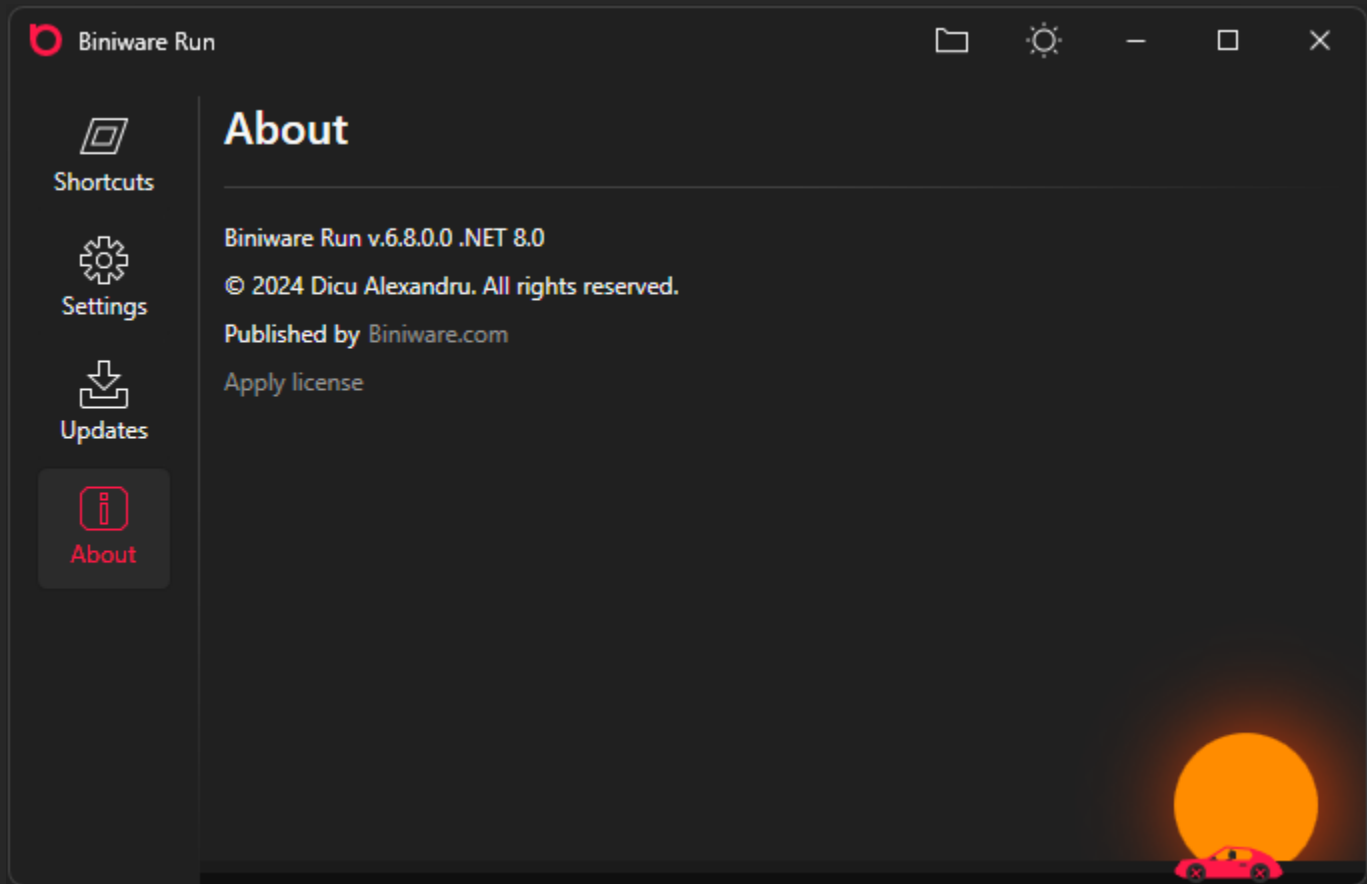 Biniware Run
Shortcuts
Settings
Updates
About
About
Biniware Run v.6.8.0.0 .NET 8.0
© 2024 Dicu Alexandru. All rights reserved.
Published by Biniware.com
Apply license